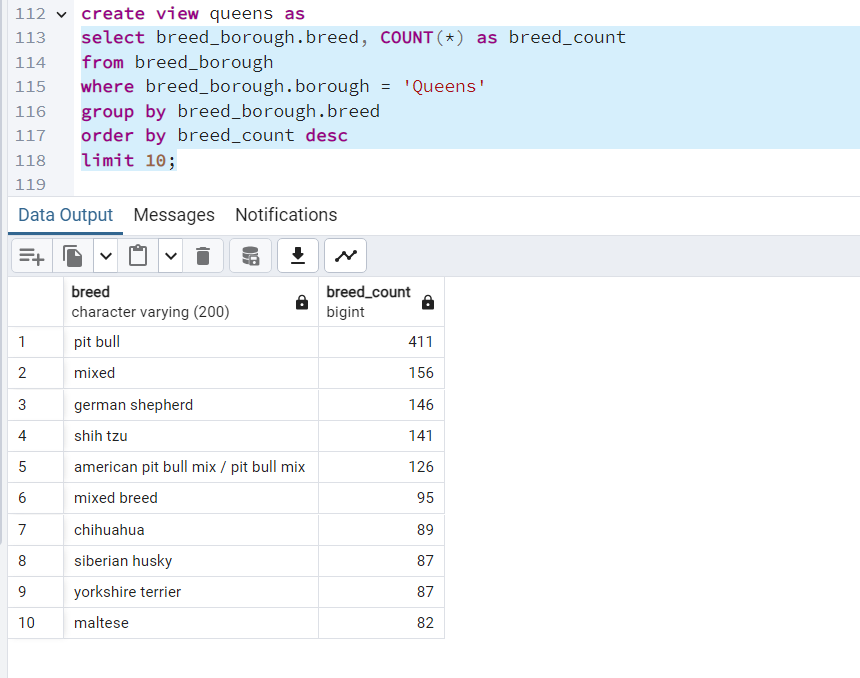 112 create view queens as
113 select breed_borough.breed, COUNT(*) as breed_count
114 from breed_borough
115 where breed_borough.borough = 'Queens'
116 group by breed_borough.breed
117 order by breed_count desc
118 limit 10;
119
Data Output Messages Notifications
breed breed_count
character varying (200) bigint
1 pit bull 411
2 mixed 156
3 german shepherd 146
4 shih tzu 141
5 american pit bull mix / pit bull mix 126
6 mixed breed 95
7 chihuahua 89
8 siberian husky 87
9 yorkshire terrier 87
10 maltese 82